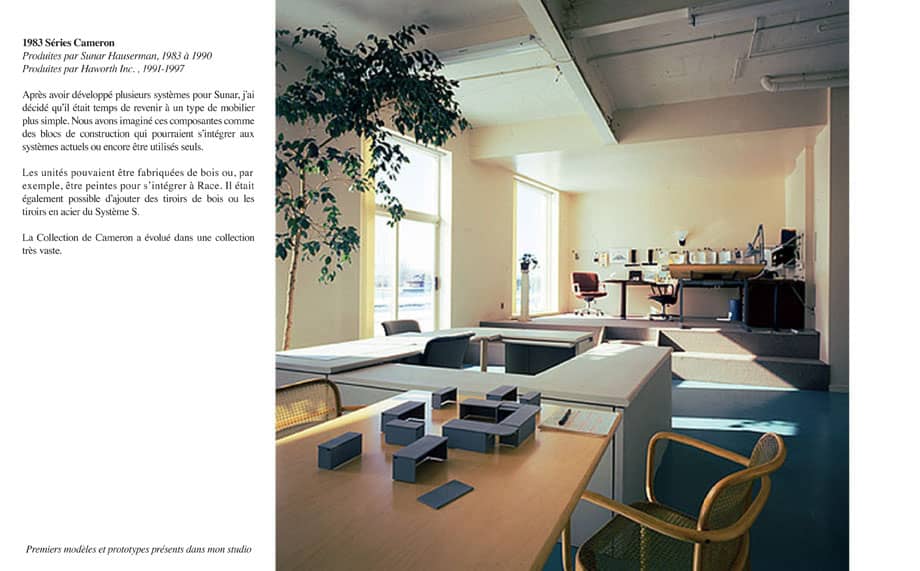 1983 Séries Cameron
Produites par Sunar Hauserman, 1983 à 1990
Produites par Haworth Inc. , 1991-1997
Après avoir développé plusieurs systèmes pour Sunar, j'ai
décidé qu'il était temps de revenir à un type de mobilier
plus simple. Nous avons imaginé ces composantes comme
des blocs de construction qui pourraient s'intégrer aux
systèmes actuels ou encore être utilisés seuls.
Les unités pouvaient être fabriquées de bois ou, par
exemple, être peintes pour s'intégrer à Race. Il était
également possible d'ajouter des tiroirs de bois ou les
tiroirs en acier du Système S.
La Collection de Cameron a évolué dans une collection
très vaste.
Premiers modèles et prototypes présents dans mon studio